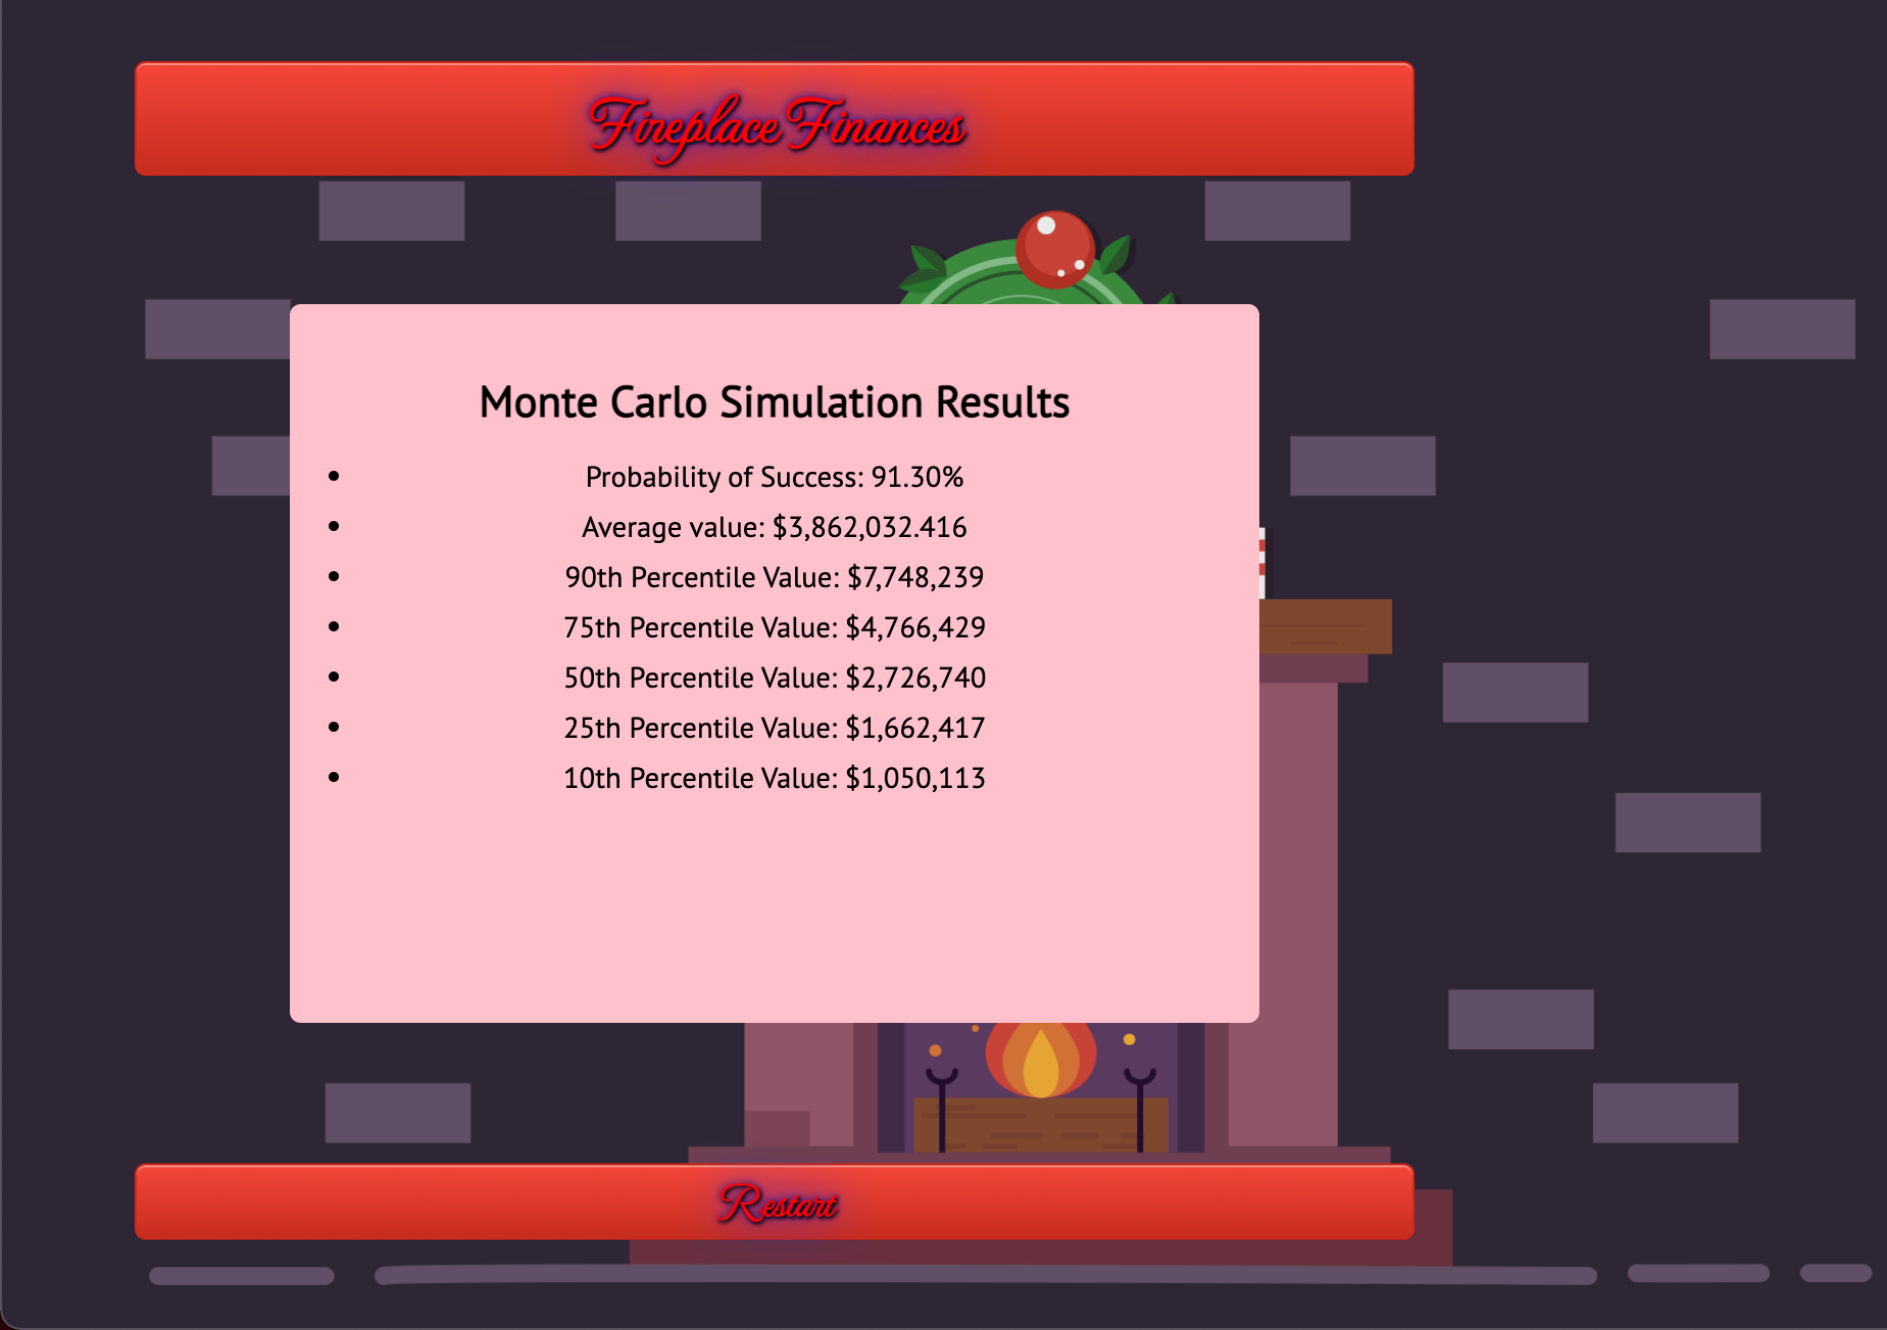 Fireplace Finances
Monte Carlo Simulation Results
• Probability of Success: 91.30%
• Average value: $3,862,032.416
• 90th Percentile Value: $7,748,239
• 75th Percentile Value: $4,766,429
• 50th Percentile Value: $2,726,740
• 25th Percentile Value: $1,662,417
• 10th Percentile Value: $1,050,113
Restart